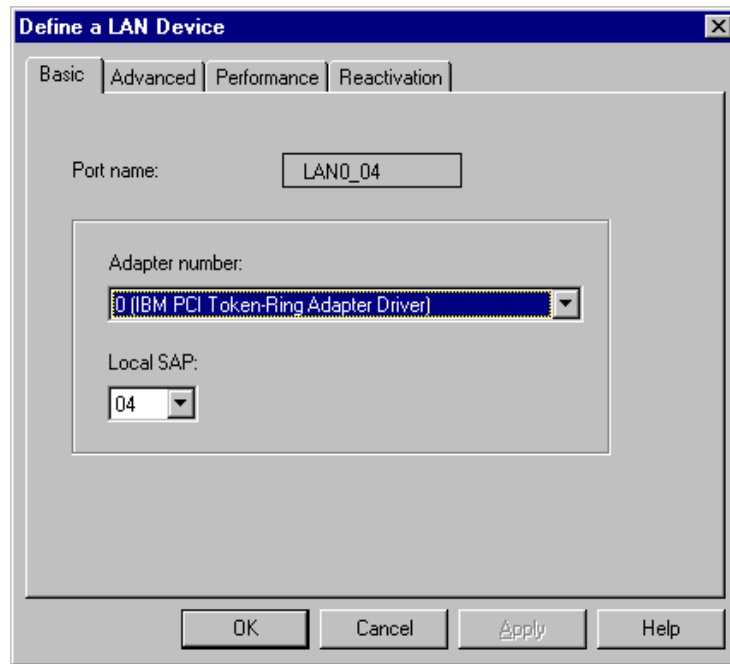 Define a LAN Device
Basic Advanced Performance Reactivation
Port name: LAN0_04
Adapter number:
0 (IBM PCI Token-Ring Adapter Driver)
Local SAP:
04
OK Cancel Apply Help